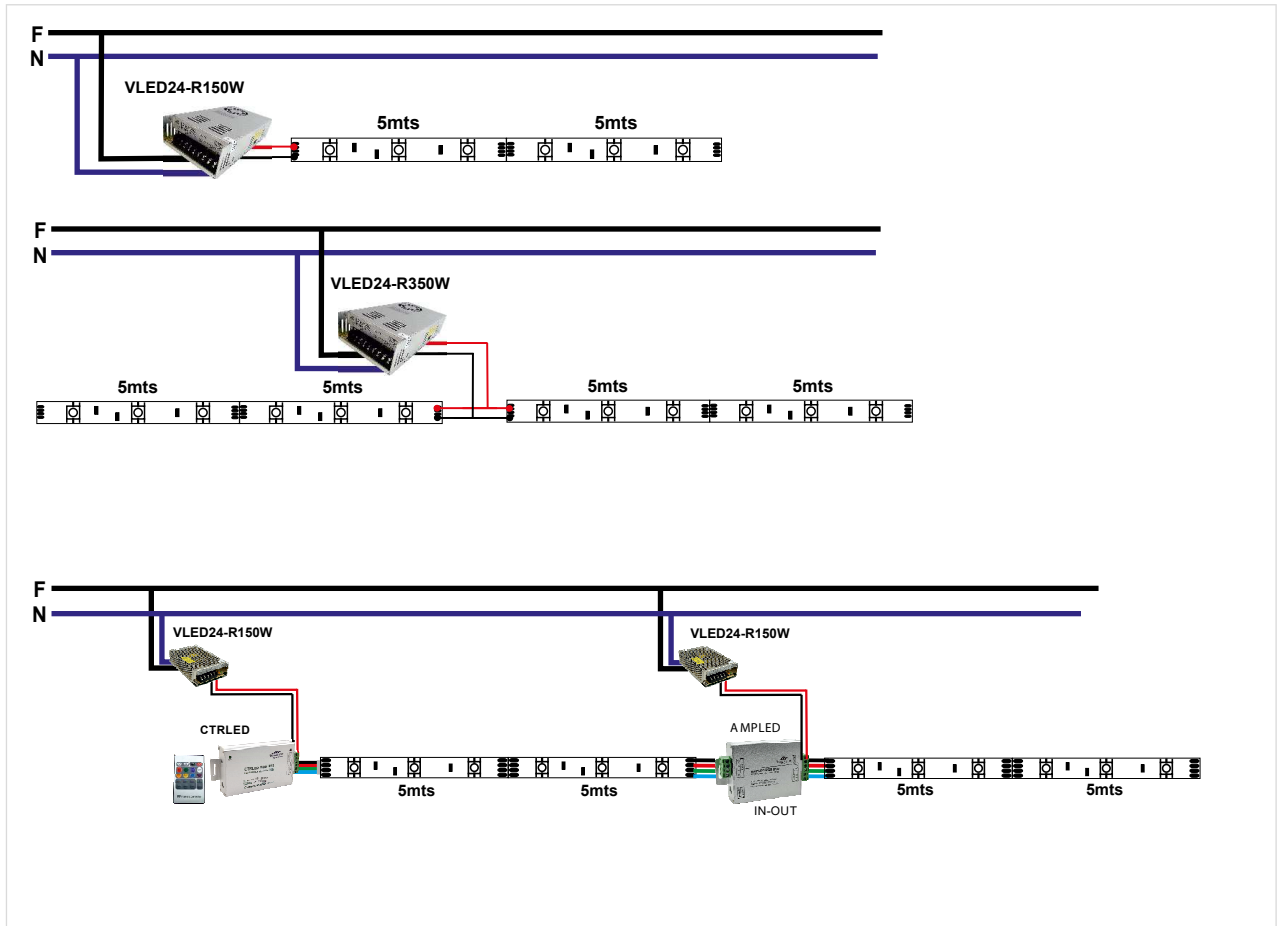 F
N
VLED24-R150W
5mts 5mts
F
N
VLED24-R350W
5mts 5mts 5mts 5mts
F
N
VLED24-R150W VLED24-R150W
CTRLED AMPLED
5mts 5mts 5mts 5mts
IN-OUT